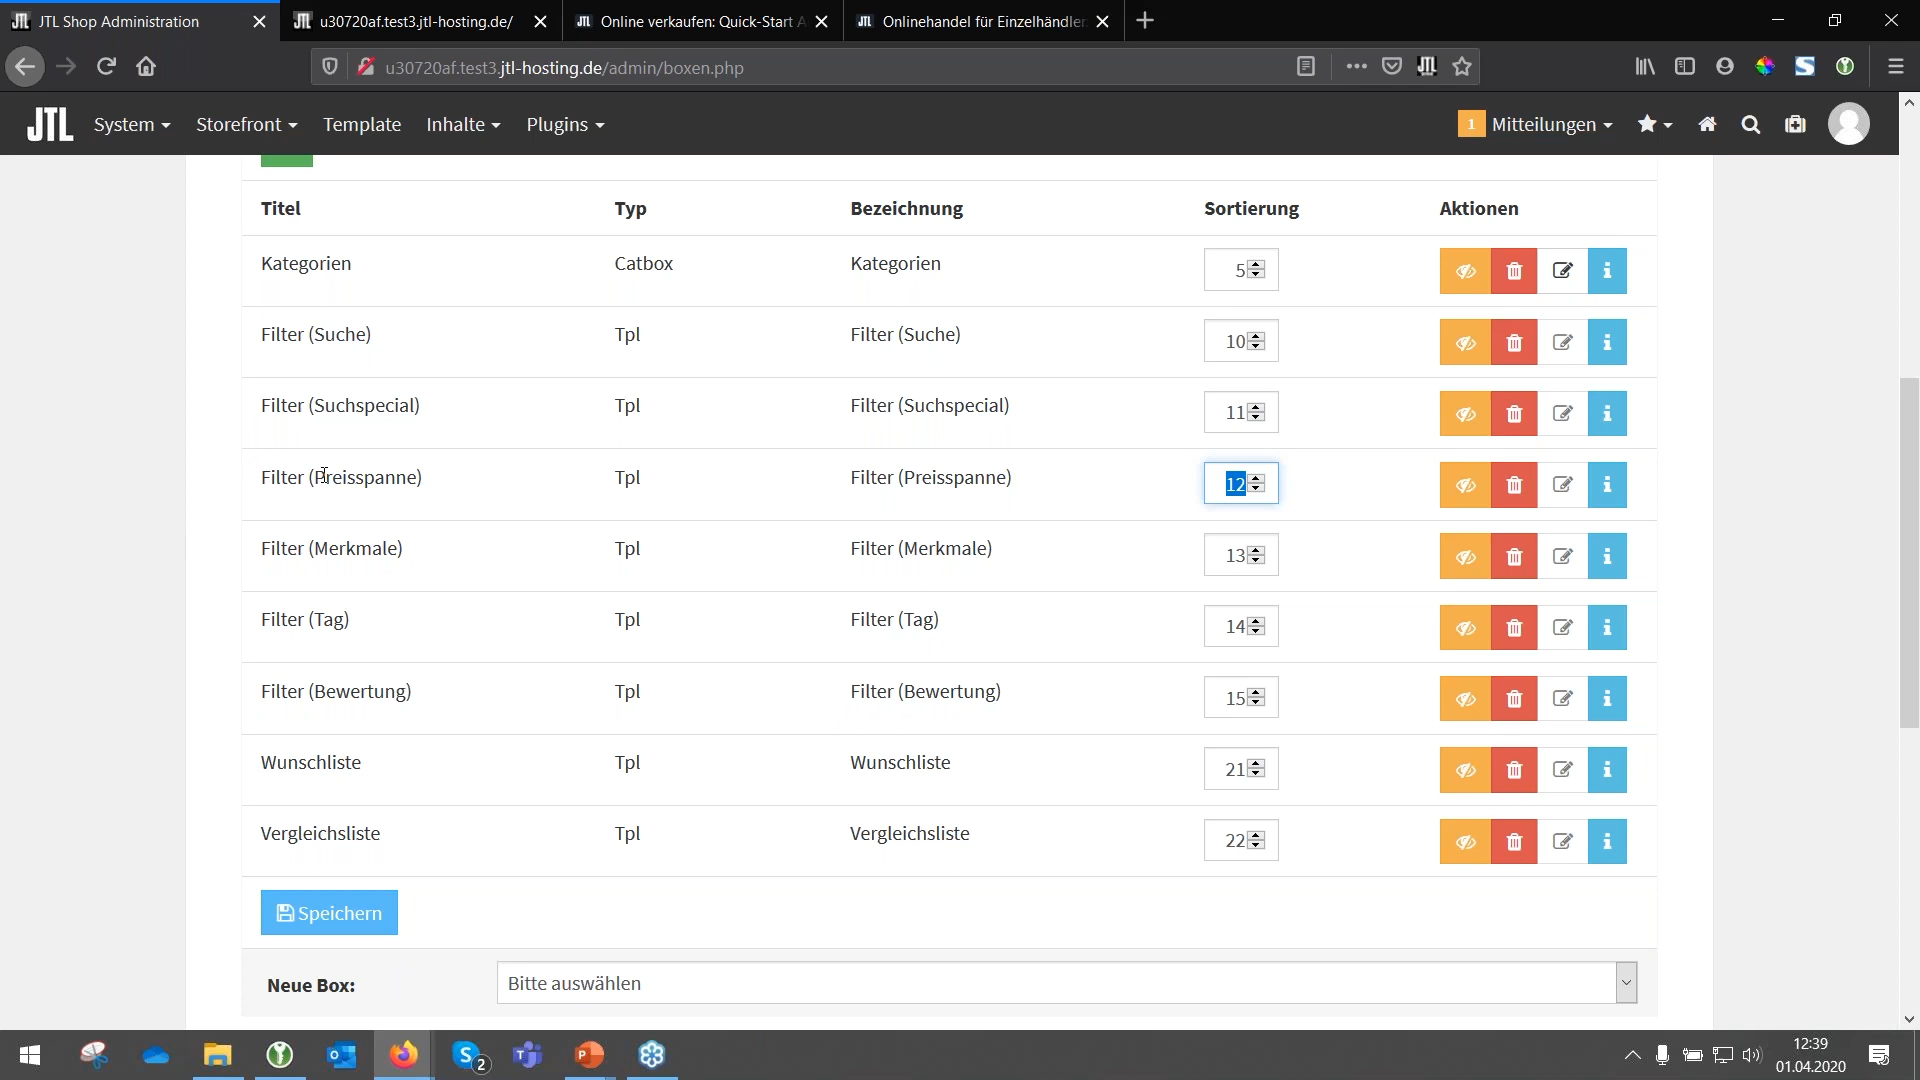 JTL Shop Administration
u30720af.test3.jtl-hosting.de/
Online verkaufen: Quick-Start A
Onlinehandel für Einzelhändler:
u30720af.test3.jtl-hosting.de/admin/boxen.php
JTL
System
Storefront
Template
Inhalte
Plugins
1
Mitteilungen
Titel
Typ
Bezeichnung
Sortierung
Aktionen
Kategorien
Catbox
Kategorien
5
Filter (Suche)
Tpl
Filter (Suche)
10
Filter (Suchspecial)
Tpl
Filter (Suchspecial)
11
Filter (Preisspanne)
Tpl
Filter (Preisspanne)
12
Filter (Merkmale)
Tpl
Filter (Merkmale)
13
Filter (Tag)
Tpl
Filter (Tag)
14
Filter (Bewertung)
Tpl
Filter (Bewertung)
15
Wunschliste
Tpl
Wunschliste
21
Vergleichsliste
Tpl
Vergleichsliste
22
Speichern
Neue Box:
Bitte auswählen
2
12:39
01.04.2020